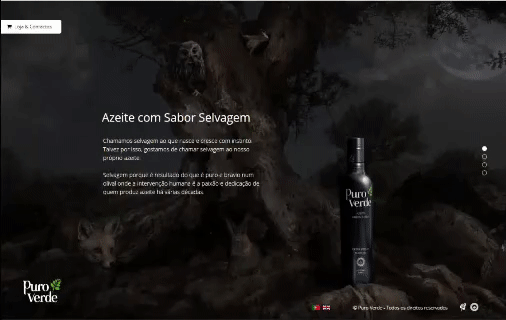 Loja & Contactos
Azeite com Sabor Selvagem
Chamamos selvagem ao que nasce e cresce com instinto.
Talvez por isso, gostamos de chamar selvagem ao nosso
próprio azeite.
Selvagem porque é resultado do que é puro e bravio num
olival onde a intervenção humana é a paixão e dedicação de
quem produz azeite há várias décadas.
Puro
Verde
Puro
Verde
© Puro Verde - Todos os direitos reservados